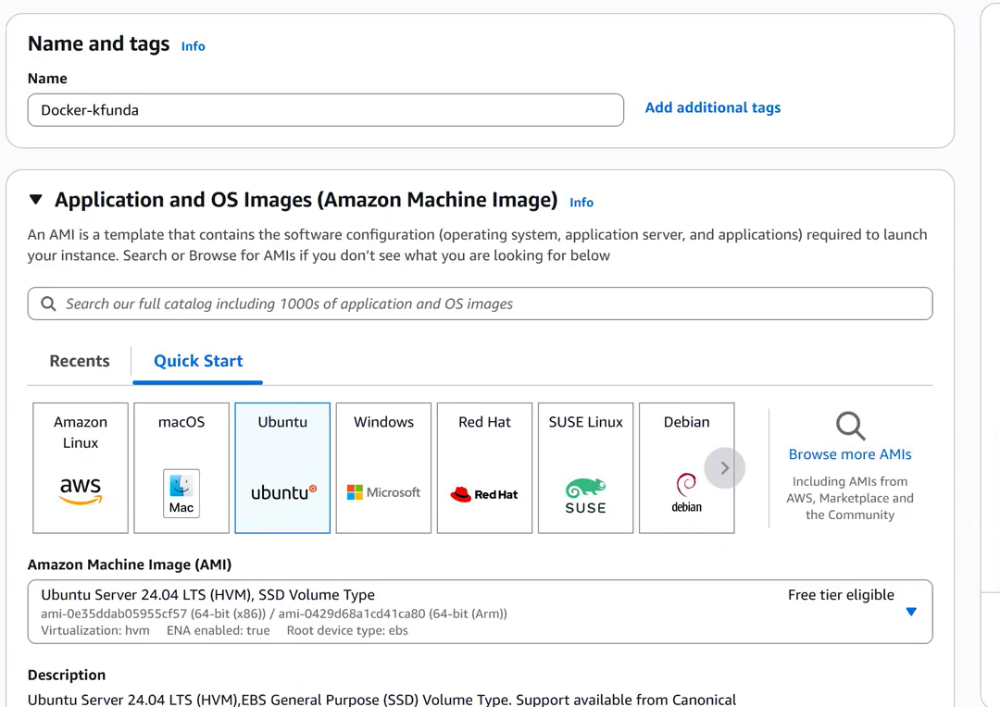 Name and tags Info
Name
Docker-kfunda
Add additional tags
Application and OS Images (Amazon Machine Image) Info
An AMI is a template that contains the software configuration (operating system, application server, and applications) required to launch
your instance. Search or Browse for AMIs if you don’t see what you are looking for below
Search our full catalog including 1000s of application and OS images
Recents
Quick Start
Amazon
Linux
aws
macOS
Mac
Ubuntu
ubuntu
Windows
Microsoft
Red Hat
Red Hat
SUSE Linux
SUSE
Debian
debian
Browse more AMIs
Including AMIs from
AWS, Marketplace and
the Community
Amazon Machine Image (AMI)
Ubuntu Server 24.04 LTS (HVM), SSD Volume Type
Free tier eligible
ami-0e35ddab05955cf57 (64-bit (x86)) / ami-0429d68a1cd41ca80 (64-bit (Arm))
Virtualization: hvm ENA enabled: true Root device type: ebs
Description
Ubuntu Server 24.04 LTS (HVM),EBS General Purpose (SSD) Volume Type. Support available from Canonical